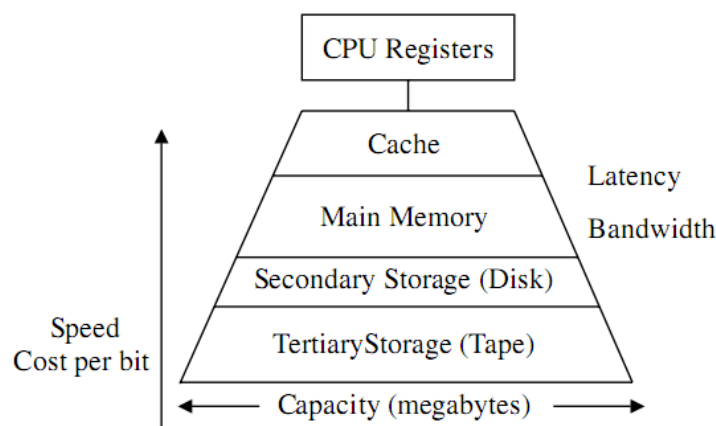 CPU Registers
Cache
Latency
Main Memory
Bandwidth
Secondary Storage (Disk)
Speed
TertiaryStorage (Tape)
Cost per bit
Capacity (megabytes)